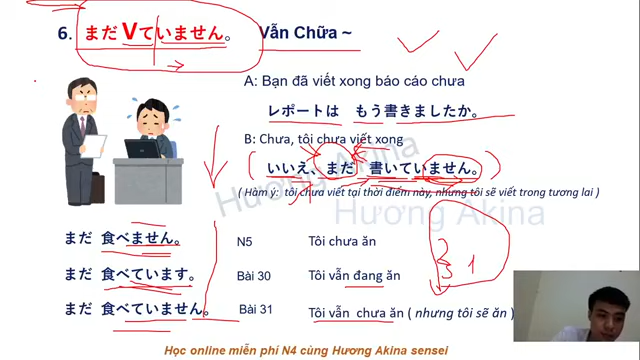 6. まだ Vて いません。 Vẫn Chữa ~
A: Bạn đã viết xong báo cáo chưa
レポートは もう書きましたか。
B: Chưa, tôi chưa viết xong
( いいえ、まだ 書いていません。 )
( Hàm ý: tôi chưa viết tại thời điểm này, nhưng tôi sẽ viết trong tương lai )
Hương Akina
Hương Akina
まだ 食べません。 N5 Tôi chưa ăn
まだ 食べています。 Bài 30 Tôi vẫn đang ăn
まだ 食べていません。 Bài 31 Tôi vẫn chưa ăn ( nhưng tôi sẽ ăn )
Học online miễn phí N4 cùng Hương Akina sensei